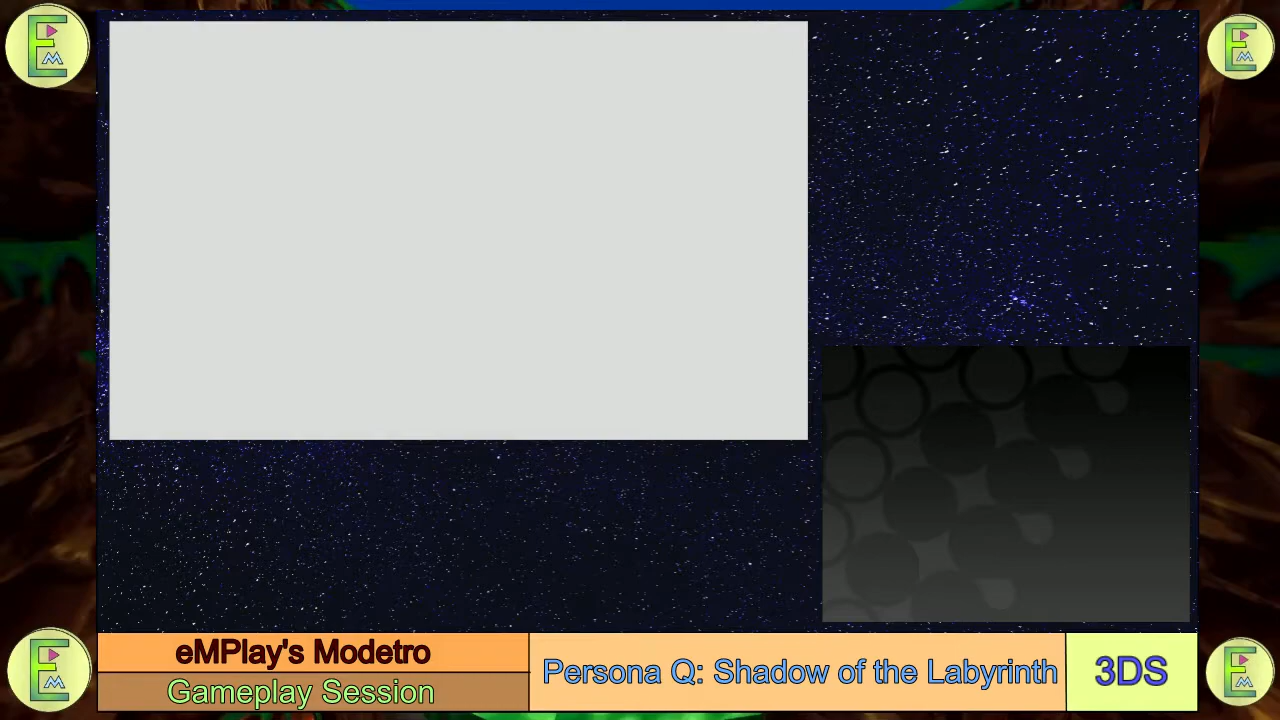 eMPlay's Modetro
Gameplay Session
Persona Q: Shadow of the Labyrinth
3DS